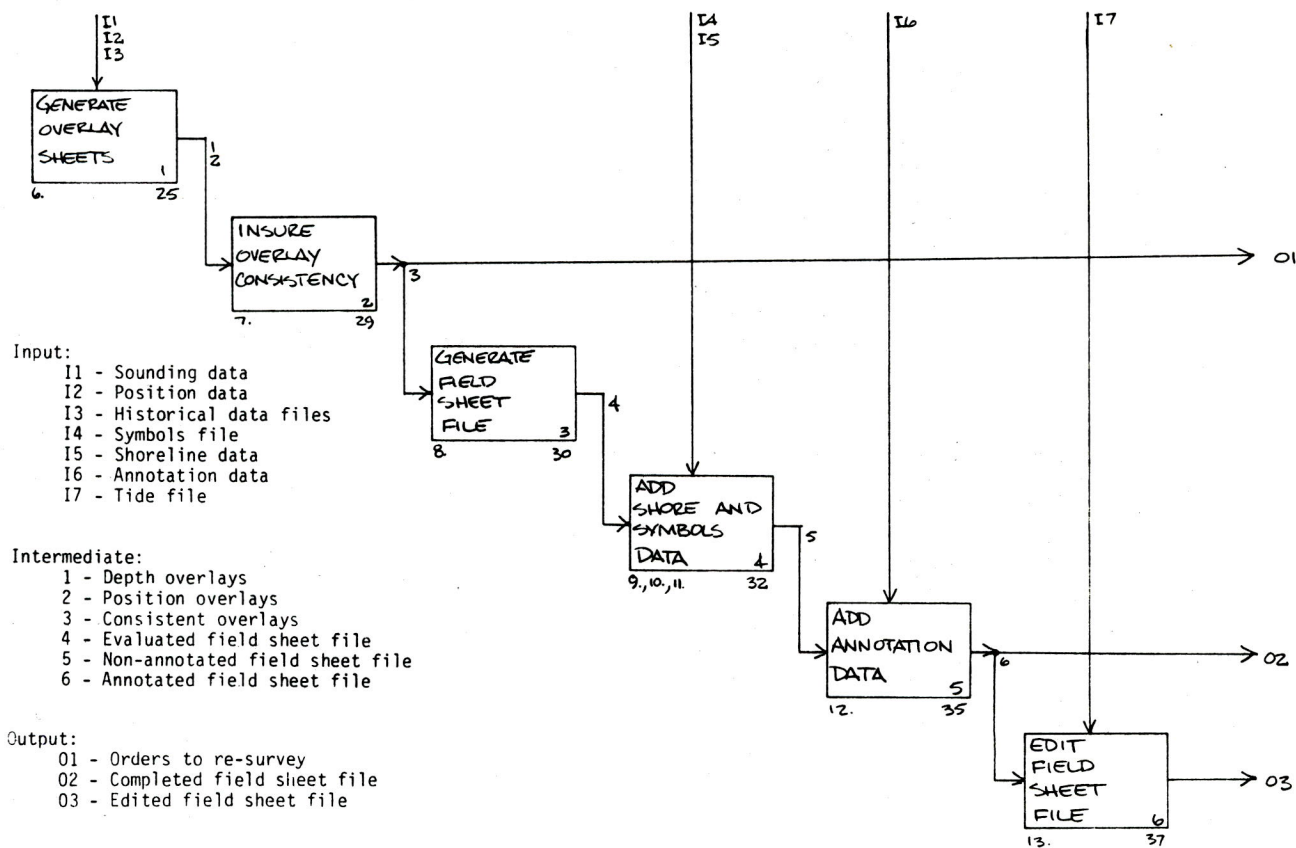 I1
I2
I3
I4
I5
I6
I7
GENERATE
OVERLAY
SHEETS
1
6.
25
1
2
INSURE
OVERLAY
CONSISTENCY
2
7.
29
3
O1
GENERATE
FIELD
SHEET
FILE
3
8.
30
4
ADD
SHORE AND
SYMBOLS
DATA
4
9.,10.,11.
32
5
ADD
ANNOTATION
DATA
5
12.
35
6
O2
EDIT
FIELD
SHEET
FILE
6
13.
37
O3
Input:
I1 - Sounding data
I2 - Position data
I3 - Historical data files
I4 - Symbols file
I5 - Shoreline data
I6 - Annotation data
I7 - Tide file
Intermediate:
1 - Depth overlays
2 - Position overlays
3 - Consistent overlays
4 - Evaluated field sheet file
5 - Non-annotated field sheet file
6 - Annotated field sheet file
Output:
O1 - Orders to re-survey
O2 - Completed field sheet file
O3 - Edited field sheet file